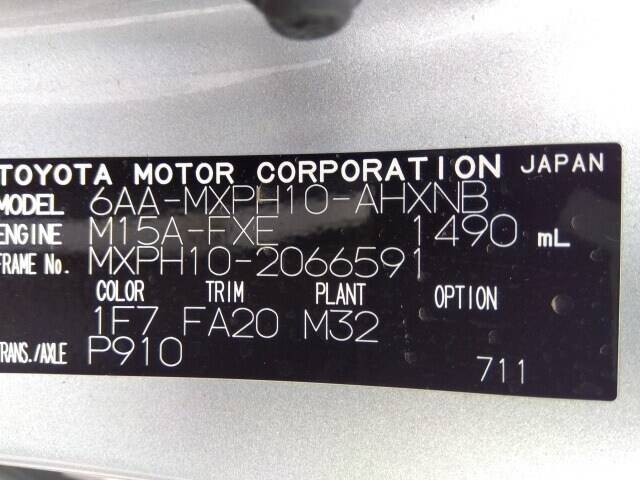 TOYOTA MOTOR CORPORATION JAPAN
MODEL 6AA-MXPH10-AHXNB
ENGINE M15A-FXE 1490 mL
FRAME No. MXPH10-2066591
COLOR TRIM PLANT OPTION
1F7 FA20 M32
TRANS./AXLE P910
711